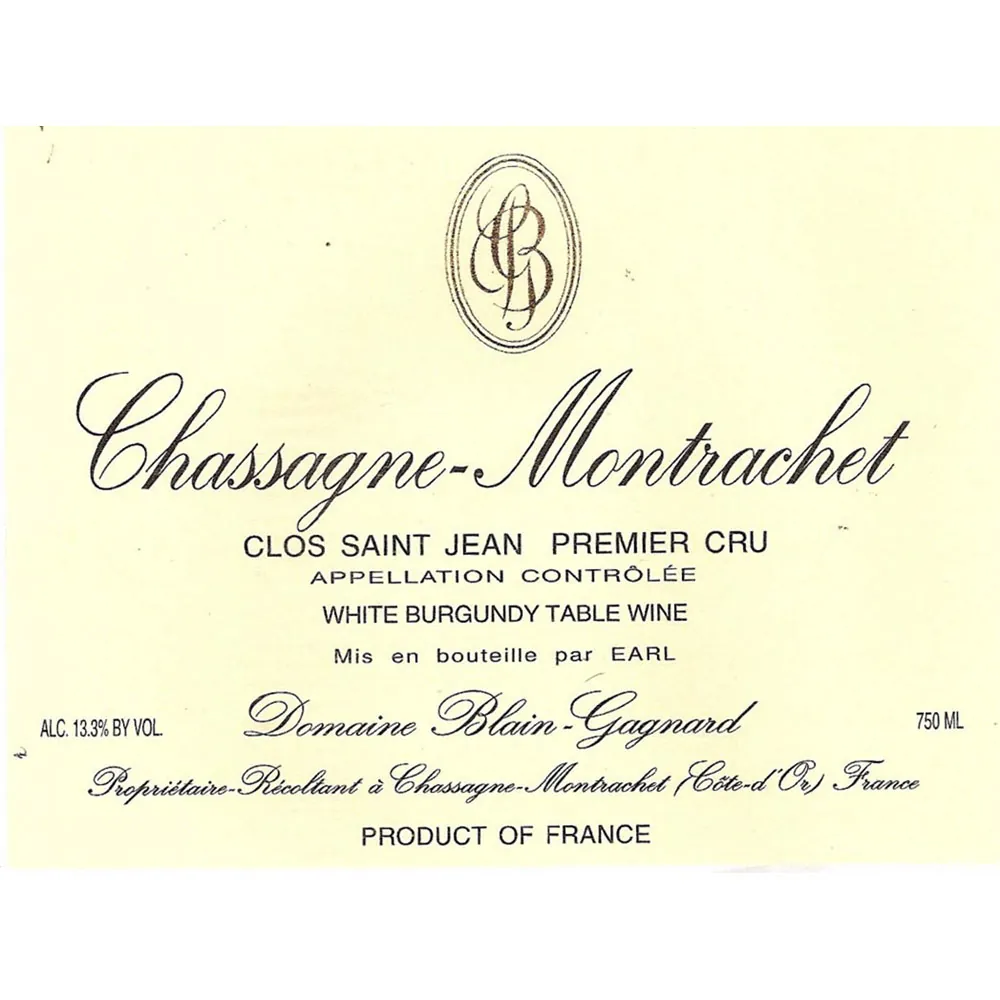 Chassagne-Montrachet
CLOS SAINT JEAN PREMIER CRU
APPELLATION CONTRÔLÉE
WHITE BURGUNDY TABLE WINE
Mis en bouteille par EARL
ALC. 13.3% BY VOL. Domaine Blain-Gagnard 750 ML
Propriétaire-Récoltant à Chassagne-Montrachet (Côte-d'Or) France
PRODUCT OF FRANCE